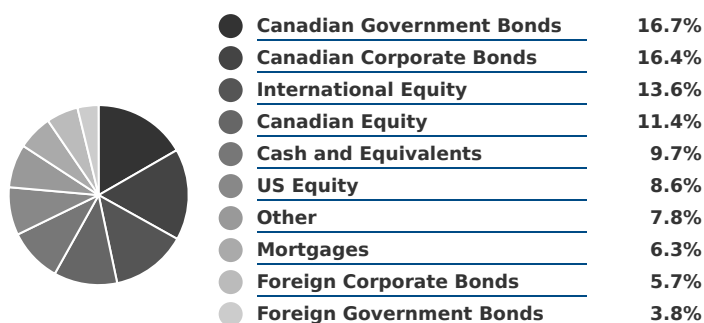 Canadian Government Bonds 16.7%
Canadian Corporate Bonds 16.4%
International Equity 13.6%
Canadian Equity 11.4%
Cash and Equivalents 9.7%
US Equity 8.6%
Other 7.8%
Mortgages 6.3%
Foreign Corporate Bonds 5.7%
Foreign Government Bonds 3.8%